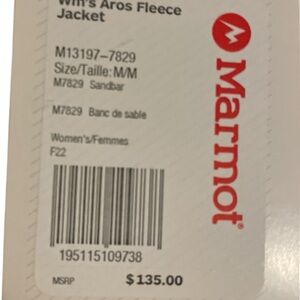 Wm's Aros Fleece
Jacket
M13197-7829
Size/Taille: M/M
M7829 Sandbar
M7829 Banc de sable
Women's/Femmes
F22
195115109738
MSRP $135.00
Marmot